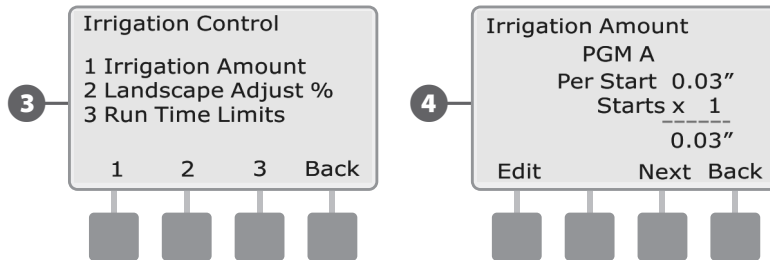 3
Irrigation Control
1 Irrigation Amount
2 Landscape Adjust %
3 Run Time Limits
1 2 3 Back
4
Irrigation Amount
PGM A
Per Start 0.03”
Starts x 1
0.03”
Edit Next Back